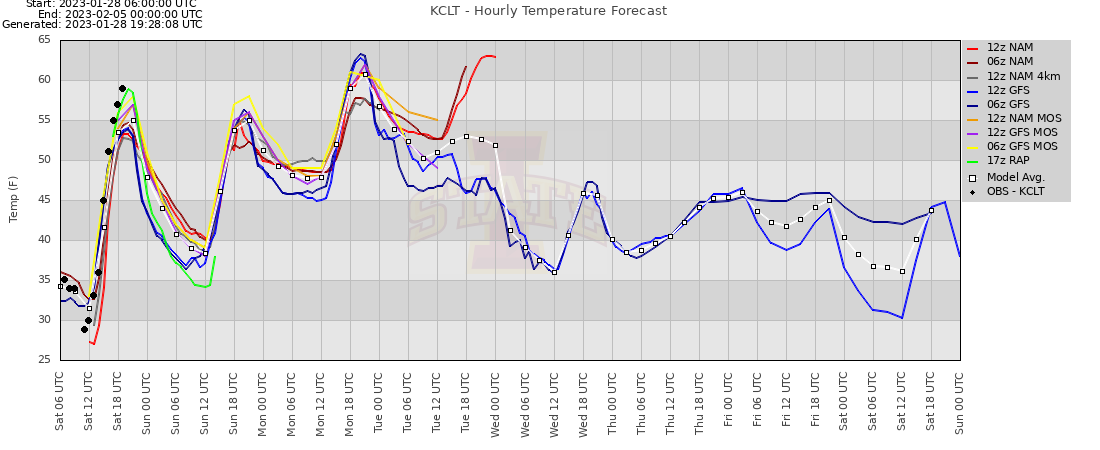 Start: 2023-01-28 06:00:00 UTC
End: 2023-02-05 00:00:00 UTC
Generated: 2023-01-28 19:28:08 UTC
KCLT - Hourly Temperature Forecast
65
60
55
50
45
40
35
30
25
Temp (F)
12z NAM
06z NAM
12z NAM 4km
12z GFS
06z GFS
12z NAM MOS
12z GFS MOS
06z GFS MOS
17z RAP
Model Avg.
OBS - KCLT
STATE
Sat 06 UTC
Sat 12 UTC
Sat 18 UTC
Sun 00 UTC
Sun 06 UTC
Sun 12 UTC
Sun 18 UTC
Mon 00 UTC
Mon 06 UTC
Mon 12 UTC
Mon 18 UTC
Tue 00 UTC
Tue 06 UTC
Tue 12 UTC
Tue 18 UTC
Wed 00 UTC
Wed 06 UTC
Wed 12 UTC
Wed 18 UTC
Thu 00 UTC
Thu 06 UTC
Thu 12 UTC
Thu 18 UTC
Fri 00 UTC
Fri 06 UTC
Fri 12 UTC
Fri 18 UTC
Sat 00 UTC
Sat 06 UTC
Sat 12 UTC
Sat 18 UTC
Sun 00 UTC